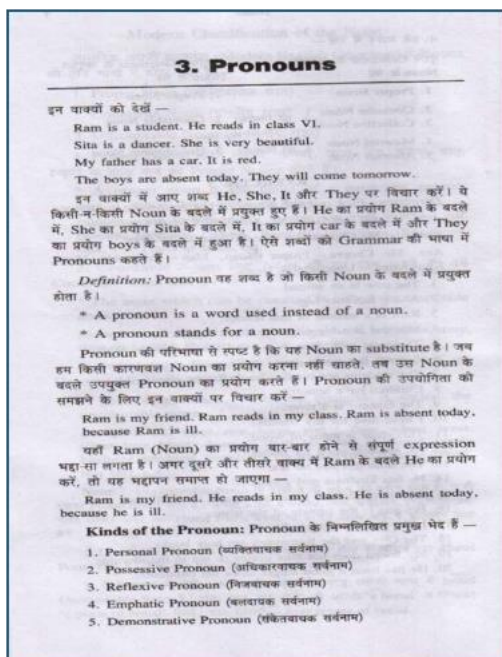 3. Pronouns
इन वाक्यों को देखें —
Ram is a student. He reads in class VI.
Sita is a dancer. She is very beautiful.
My father has a car. It is red.
The boys are absent today. They will come tomorrow.
इन वाक्यों में आए शब्द He, She, It और They पर विचार करें। ये
किसी-न-किसी Noun के बदले में प्रयुक्त हुए हैं। He का प्रयोग Ram के बदले
में, She का प्रयोग Sita के बदले में, It का प्रयोग car के बदले में और They
का प्रयोग boys के बदले में हुआ है। ऐसे शब्दों को Grammar की भाषा में
Pronouns कहते हैं।
Definition: Pronoun वह शब्द है जो किसी Noun के बदले में प्रयुक्त
होता है।
* A pronoun is a word used instead of a noun.
* A pronoun stands for a noun.
Pronoun की परिभाषा से स्पष्ट है कि यह Noun का substitute है। जब
हम किसी कारणवश Noun का प्रयोग करना नहीं चाहते, तब उस Noun के
बदले उपयुक्त Pronoun का प्रयोग करते हैं। Pronoun की उपयोगिता को
समझने के लिए इन वाक्यों पर विचार करें —
Ram is my friend. Ram reads in my class. Ram is absent today,
because Ram is ill.
यहाँ Ram (Noun) का प्रयोग बार-बार होने से संपूर्ण expression
भद्दा-सा लगता है। अगर दूसरे और तीसरे वाक्य में Ram के बदले He का प्रयोग
करें, तो यह भद्दापन समाप्त हो जाएगा —
Ram is my friend. He reads in my class. He is absent today,
because he is ill.
Kinds of the Pronoun: Pronoun के निम्नलिखित प्रमुख भेद हैं —
1. Personal Pronoun (व्यक्तिवाचक सर्वनाम)
2. Possessive Pronoun (अधिकारवाचक सर्वनाम)
3. Reflexive Pronoun (निजवाचक सर्वनाम)
4. Emphatic Pronoun (बलदायक सर्वनाम)
5. Demonstrative Pronoun (संकेतवाचक सर्वनाम)